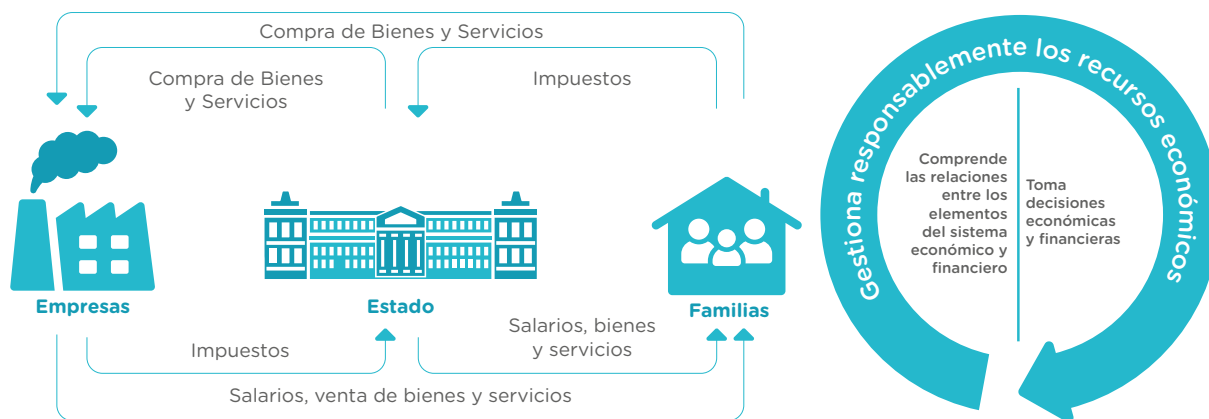 Compra de Bienes y Servicios
Compra de Bienes
y Servicios
Impuestos
Empresas
Estado
Familias
Impuestos
Salarios, bienes
y servicios
Salarios, venta de bienes y servicios
Gestiona responsablemente los recursos económicos
Comprende
las relaciones
entre los
elementos
del sistema
económico y
financiero
Toma
decisiones
económicas
y financieras